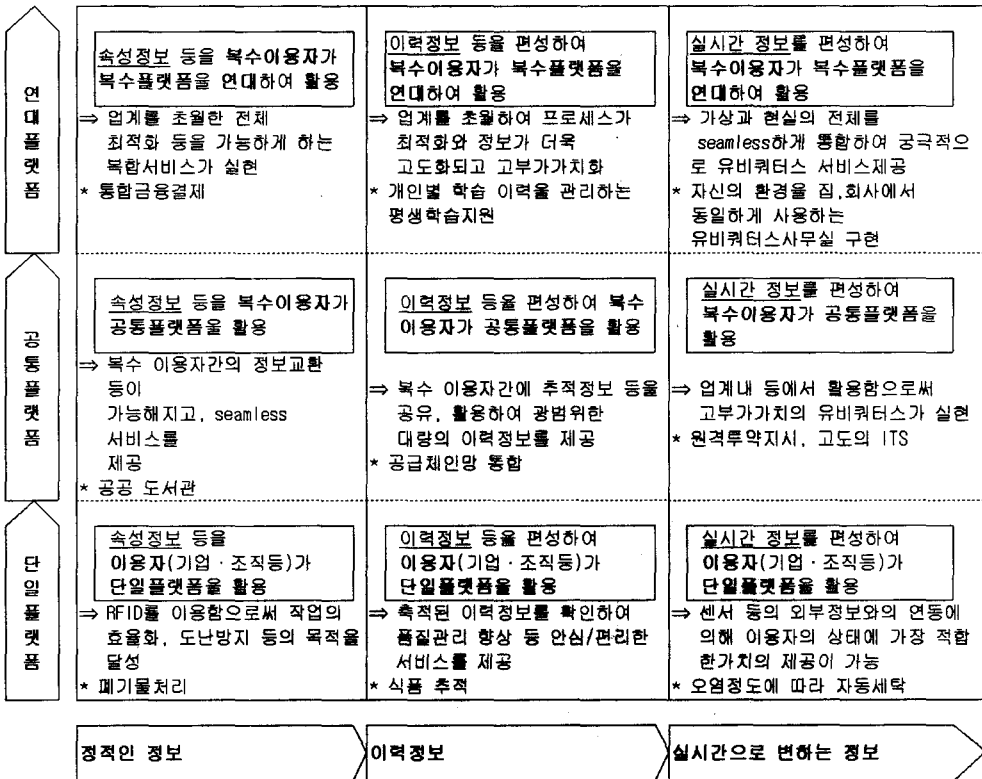 연
대
플
랫
폼
속성정보 등을 복수이용자가
복수플랫폼을 연대하여 활용
⇒ 업계를 초월한 전체
최적화 등을 가능하게 하는
복합서비스가 실현
* 통합금융결제
이력정보 등을 편성하여
복수이용자가 복수플랫폼을
연대하여 활용
⇒ 업계를 초월하여 프로세스가
최적화와 정보가 더욱
고도화되고 고부가가치화
* 개인별 학습 이력을 관리하는
평생학습지원
실시간 정보를 편성하여
복수이용자가 복수플랫폼을
연대하여 활용
⇒ 가상과 현실의 전체를
seamless하게 통합하여 궁극적으
로 유비쿼터스 서비스제공
* 자신의 환경을 집,회사에서
동일하게 사용하는
유비쿼터스사무실 구현
공
통
플
랫
폼
속성정보 등을 복수이용자가
공통플랫폼을 활용
⇒ 복수 이용자간의 정보교환
등이
가능해지고, seamless
서비스를
제공
* 공공 도서관
이력정보 등을 편성하여 복수
이용자가 공통플랫폼을 활용
⇒ 복수 이용자간에 추적정보 등을
공유, 활용하여 광범위한
대량의 이력정보를 제공
* 공급체인망 통합
실시간 정보를 편성하여
복수이용자가 공통플랫폼을
활용
⇒ 업계내 등에서 활용함으로써
고부가가치의 유비쿼터스가 실현
* 원격투약지시, 고도의 ITS
단
일
플
랫
폼
속성정보 등을
이용자(기업·조직등)가
단일플랫폼을 활용
⇒ RFID를 이용함으로써 작업의
효율화, 도난방지 등의 목적을
달성
* 폐기물처리
이력정보 등을 편성하여
이용자(기업·조직등)가
단일플랫폼을 활용
⇒ 축적된 이력정보를 확인하여
품질관리 향상 등 안심/편리한
서비스를 제공
* 식품 추적
실시간 정보를 편성하여
이용자(기업·조직등)가
단일플랫폼을 활용
⇒ 센서 등의 외부정보와의 연동에
의해 이용자의 상태에 가장 적합
한가치의 제공이 가능
* 오염정도에 따라 자동세탁
정적인 정보
이력정보
실시간으로 변하는 정보